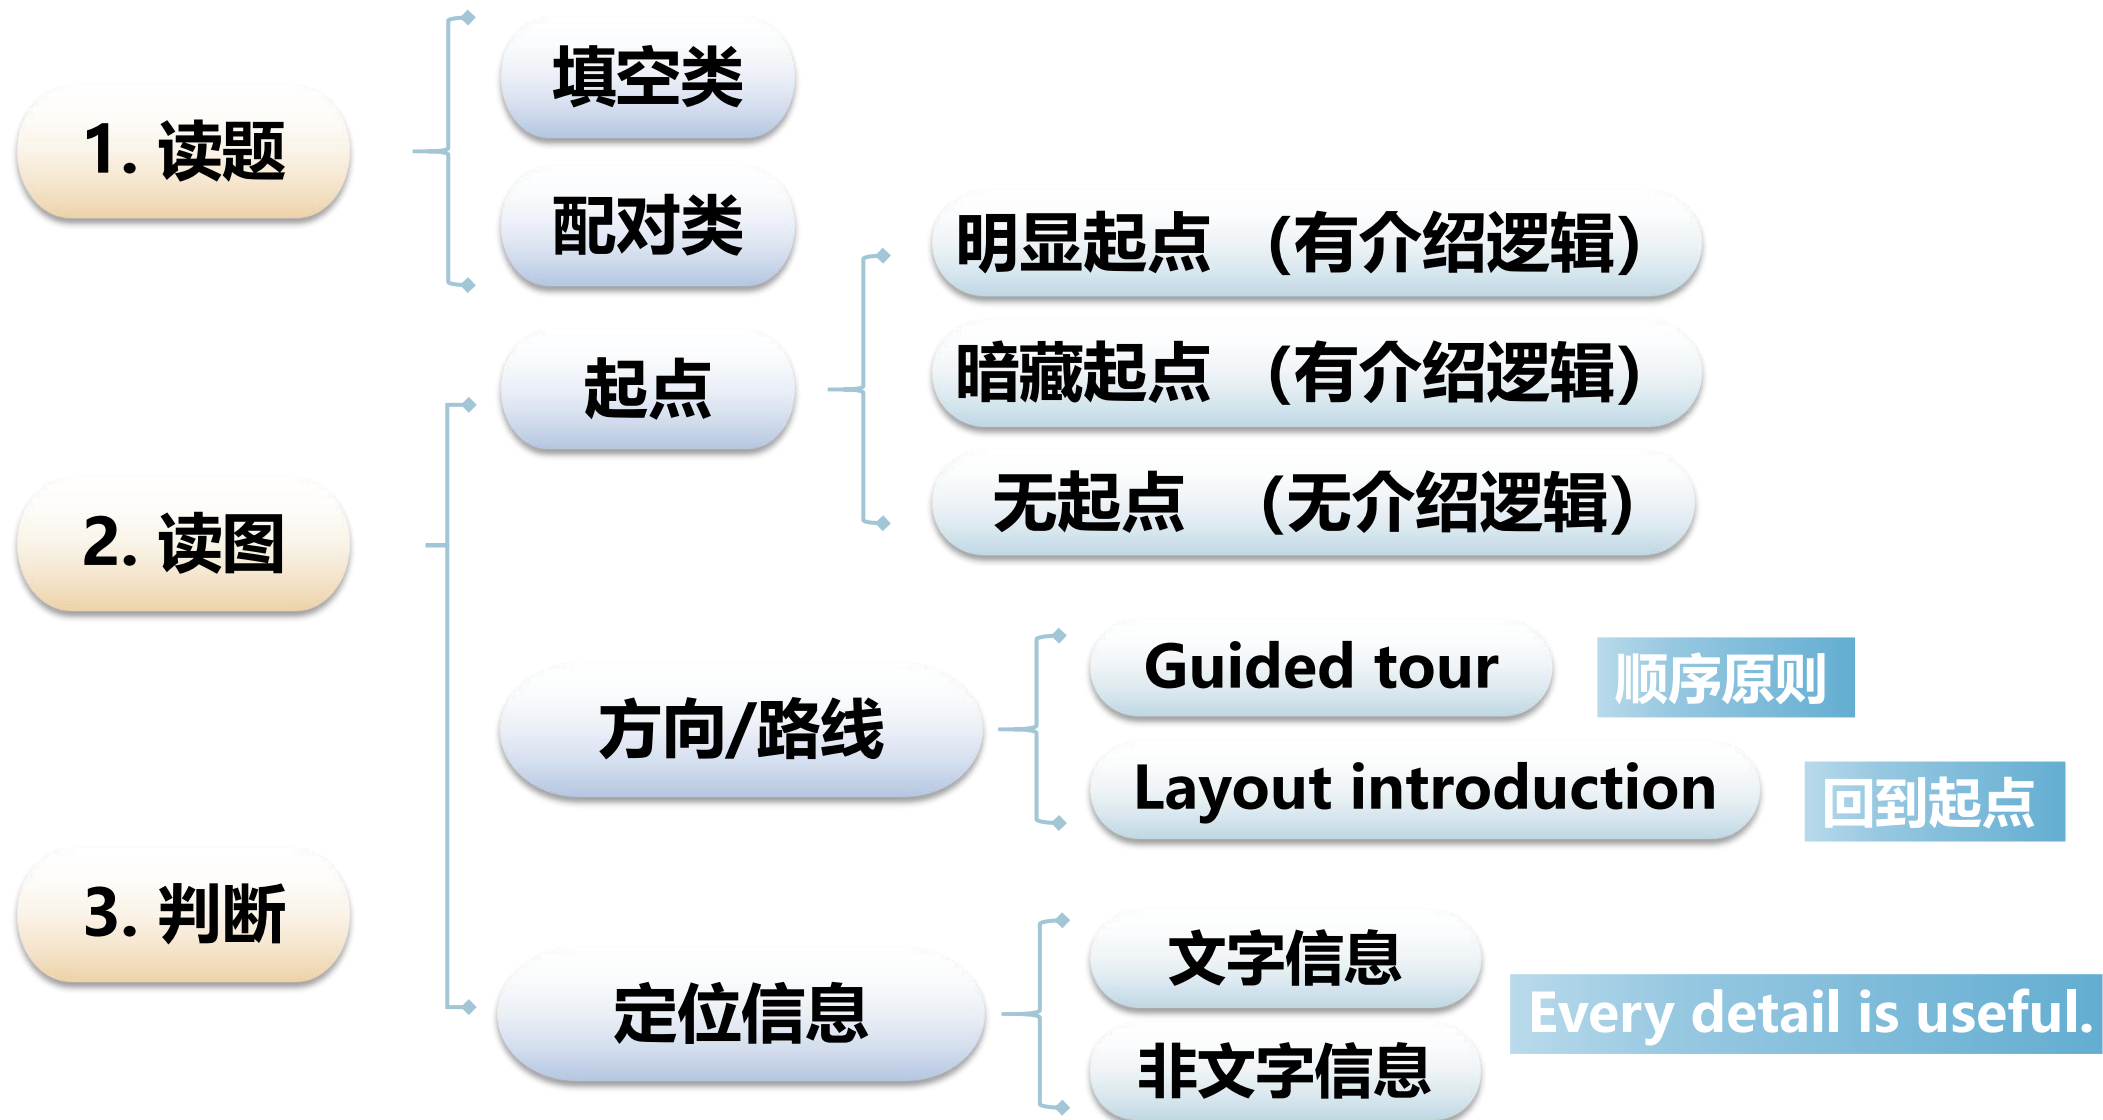 1. 读题
填空类
配对类
2. 读图
起点
明显起点 （有介绍逻辑）
暗藏起点 （有介绍逻辑）
无起点 （无介绍逻辑）
方向/路线
Guided tour
顺序原则
Layout introduction
回到起点
定位信息
文字信息
非文字信息
Every detail is useful.
3. 判断